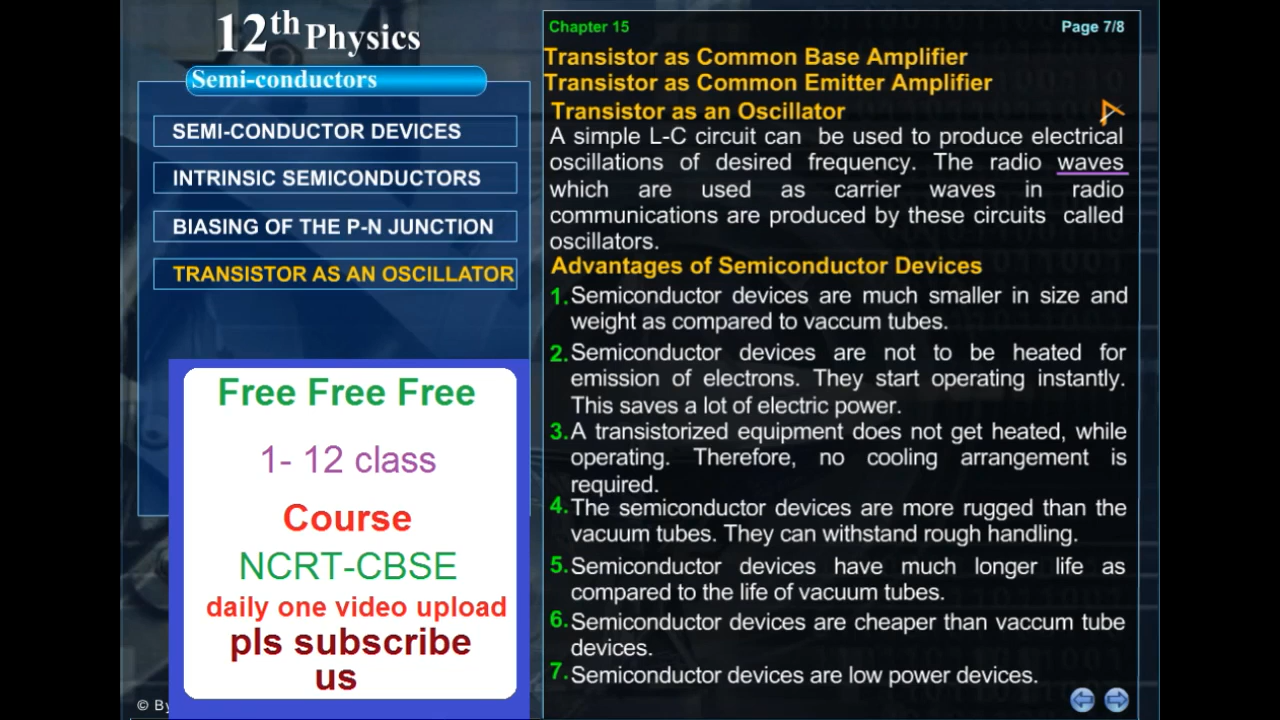 12th Physics
Semi-conductors
SEMI-CONDUCTOR DEVICES
INTRINSIC SEMICONDUCTORS
BIASING OF THE P-N JUNCTION
TRANSISTOR AS AN OSCILLATOR
Free Free Free
1- 12 class
Course
NCRT-CBSE
daily one video upload
pls subscribe
us
© By
Chapter 15
Page 7/8
Transistor as Common Base Amplifier
Transistor as Common Emitter Amplifier
Transistor as an Oscillator
A simple L-C circuit can be used to produce electrical
oscillations of desired frequency. The radio waves
which are used as carrier waves in radio
communications are produced by these circuits called
oscillators.
Advantages of Semiconductor Devices
1. Semiconductor devices are much smaller in size and
weight as compared to vaccum tubes.
2. Semiconductor devices are not to be heated for
emission of electrons. They start operating instantly.
This saves a lot of electric power.
3. A transistorized equipment does not get heated, while
operating. Therefore, no cooling arrangement is
required.
4. The semiconductor devices are more rugged than the
vacuum tubes. They can withstand rough handling.
5. Semiconductor devices have much longer life as
compared to the life of vacuum tubes.
6. Semiconductor devices are cheaper than vaccum tube
devices.
7. Semiconductor devices are low power devices.